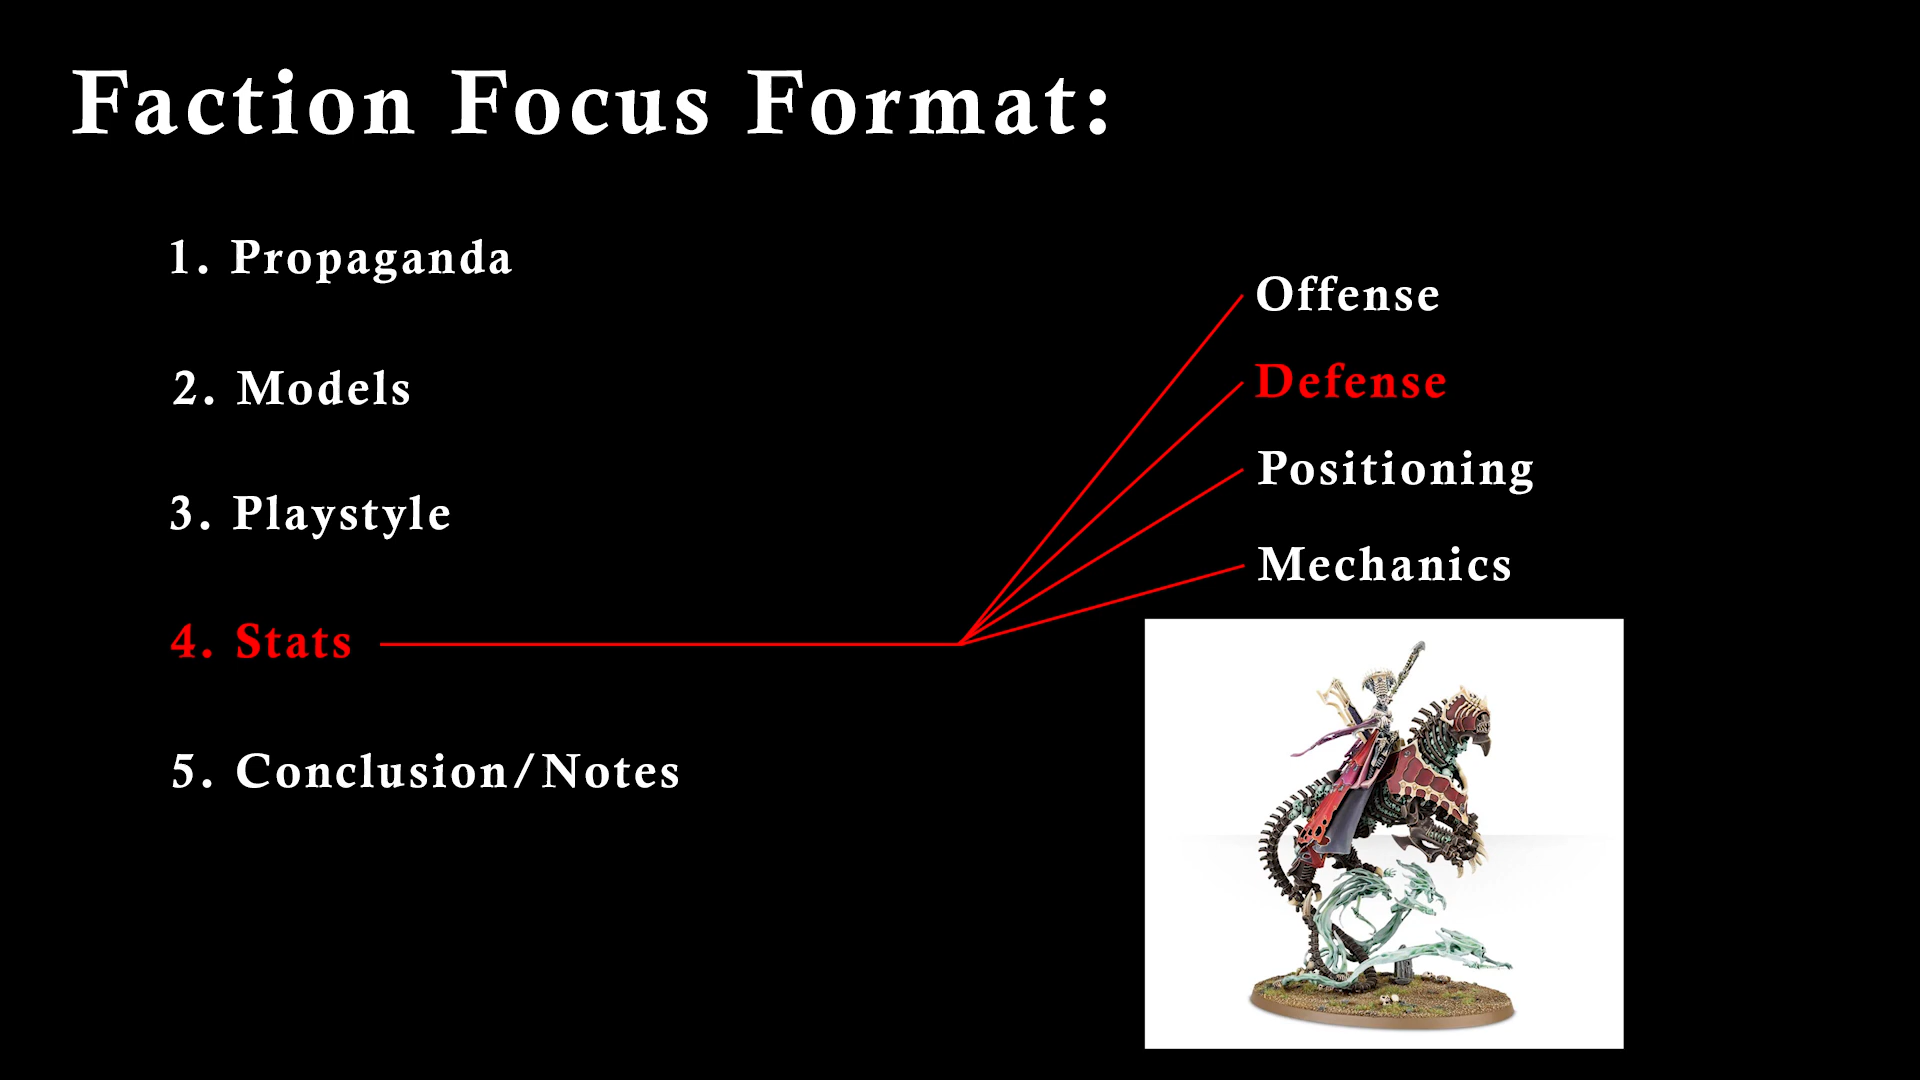 Faction Focus Format:
1. Propaganda
2. Models
3. Playstyle
4. Stats
5. Conclusion/Notes
Offense
Defense
Positioning
Mechanics